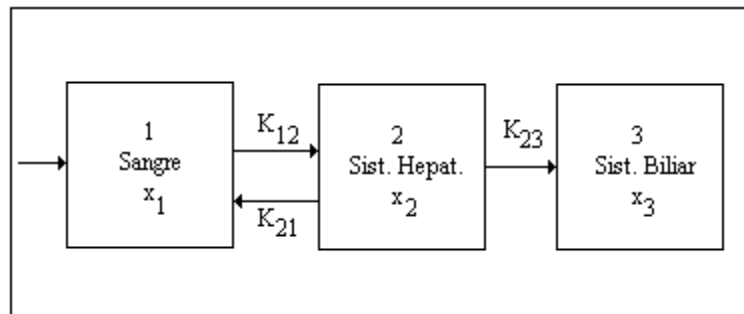 1
Sangre
x1
K12
K21
2
Sist. Hepat.
x2
K23
3
Sist. Biliar
x3